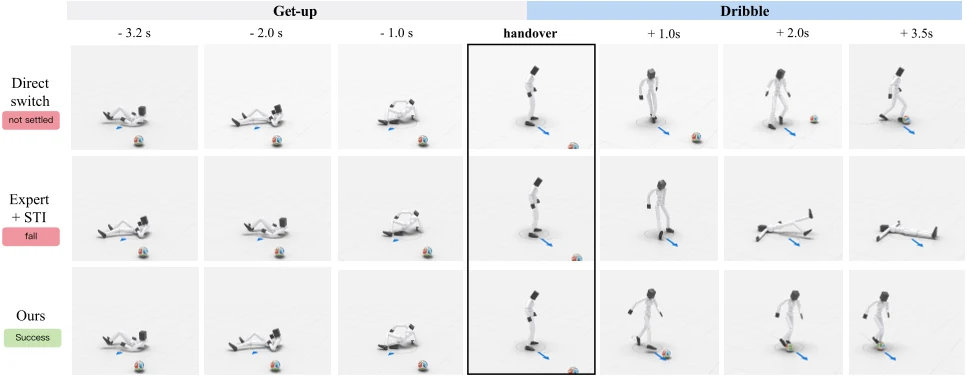 Get-up
Dribble
- 3.2 s
- 2.0 s
- 1.0 s
handover
+ 1.0s
+ 2.0s
+ 3.5s
Direct
switch
not settled
Expert
+ STI
fall
Ours
Success